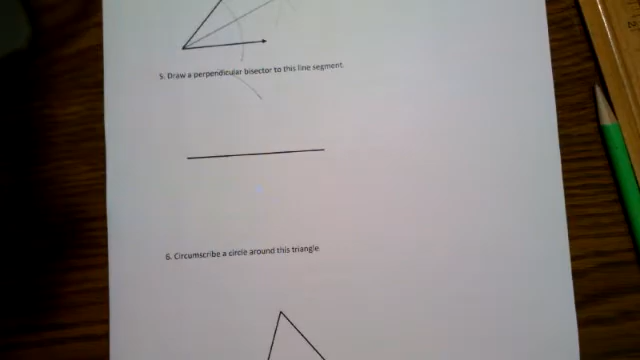 5. Draw a perpendicular bisector to this line segment.
6. Circumscribe a circle around this triangle